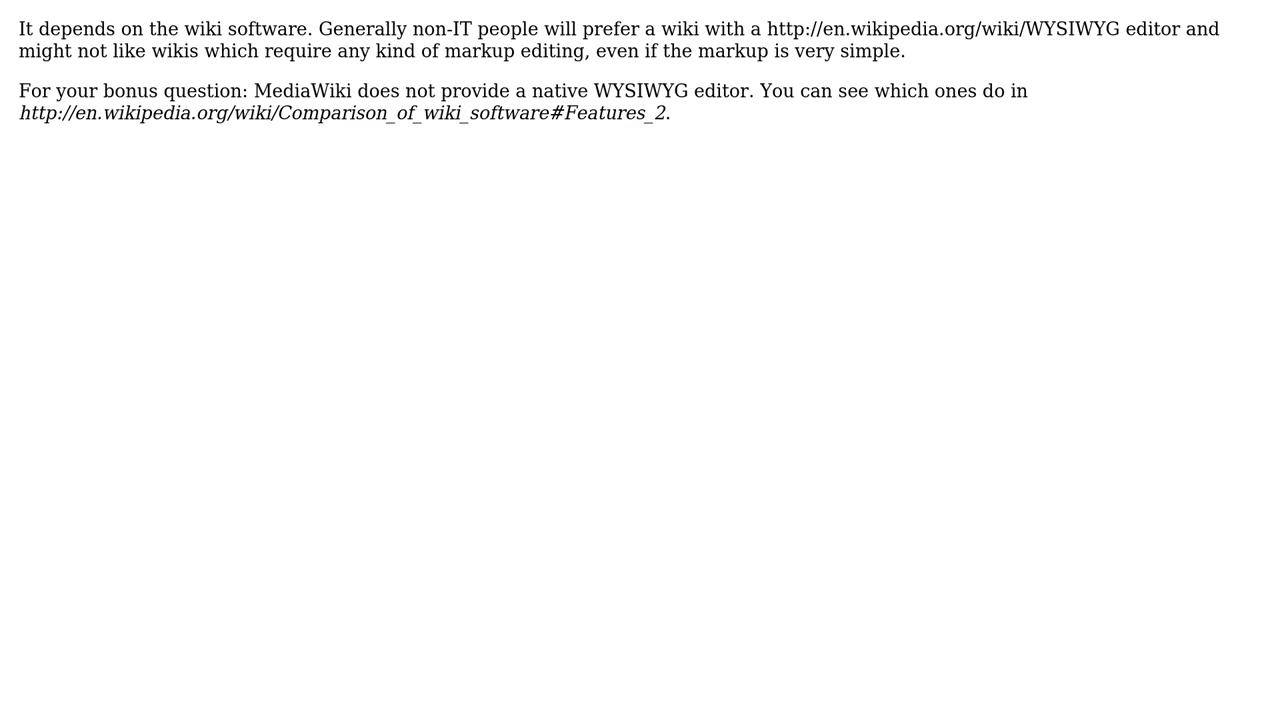 It depends on the wiki software. Generally non-IT people will prefer a wiki with a http://en.wikipedia.org/wiki/WYSIWYG editor and
might not like wikis which require any kind of markup editing, even if the markup is very simple.
For your bonus question: MediaWiki does not provide a native WYSIWYG editor. You can see which ones do in
http://en.wikipedia.org/wiki/Comparison_of_wiki_software#Features_2.